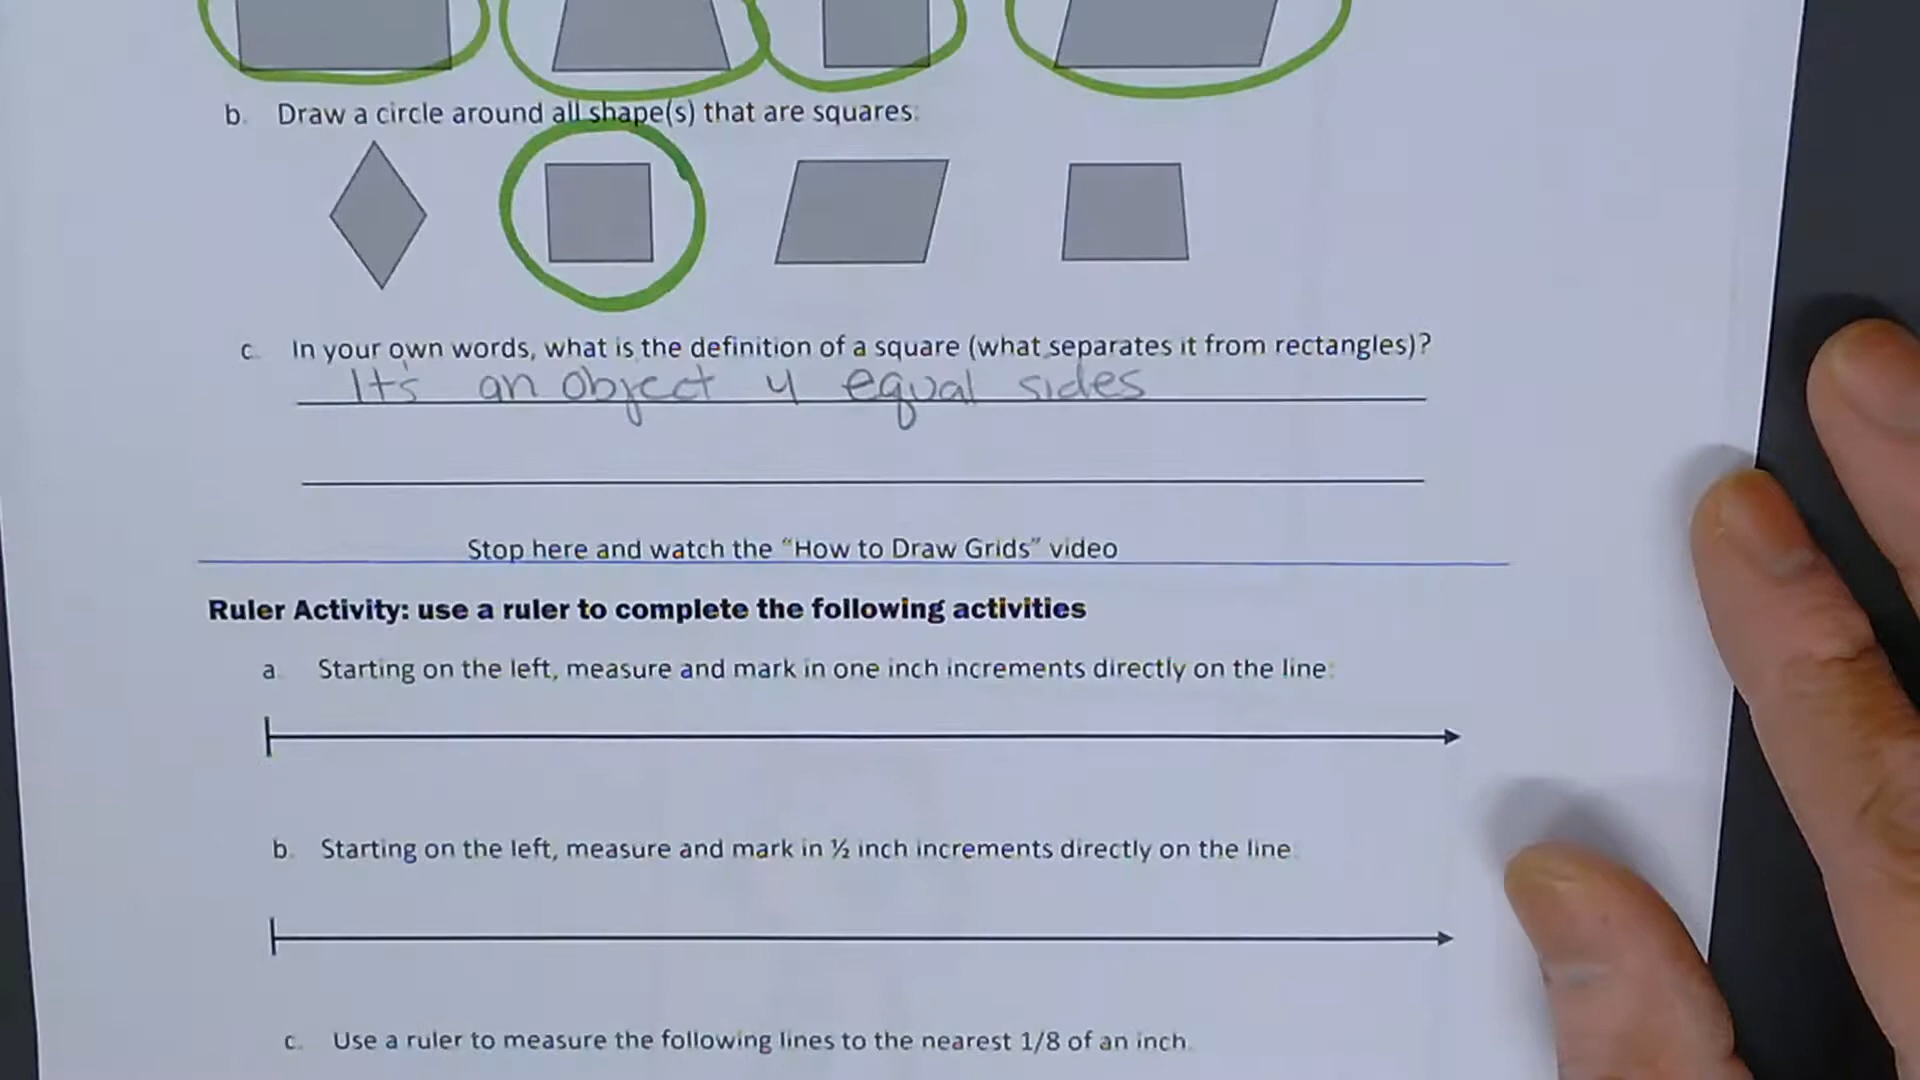 b. Draw a circle around all shape(s) that are squares:
c. In your own words, what is the definition of a square (what separates it from rectangles)?
It's an object 4 equal sides
Stop here and watch the “How to Draw Grids” video
Ruler Activity: use a ruler to complete the following activities
a. Starting on the left, measure and mark in one inch increments directly on the line:
b. Starting on the left, measure and mark in ½ inch increments directly on the line.
c. Use a ruler to measure the following lines to the nearest 1/8 of an inch.